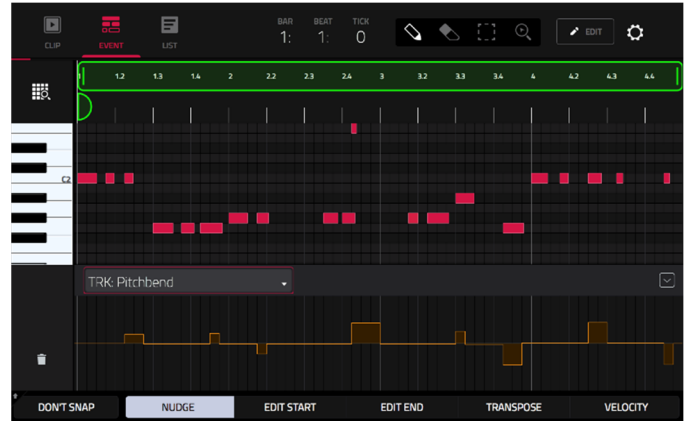 BAR BEAT TICK
1: 1: 0
EDIT
CLIP EVENT LIST
1 1.2 1.3 1.4 2 2.2 2.3 2.4 3 3.2 3.3 3.4 4 4.2 4.3 4.4
C2
TRK: Pitchbend
DON'T SNAP NUDGE EDIT START EDIT END TRANSPOSE VELOCITY